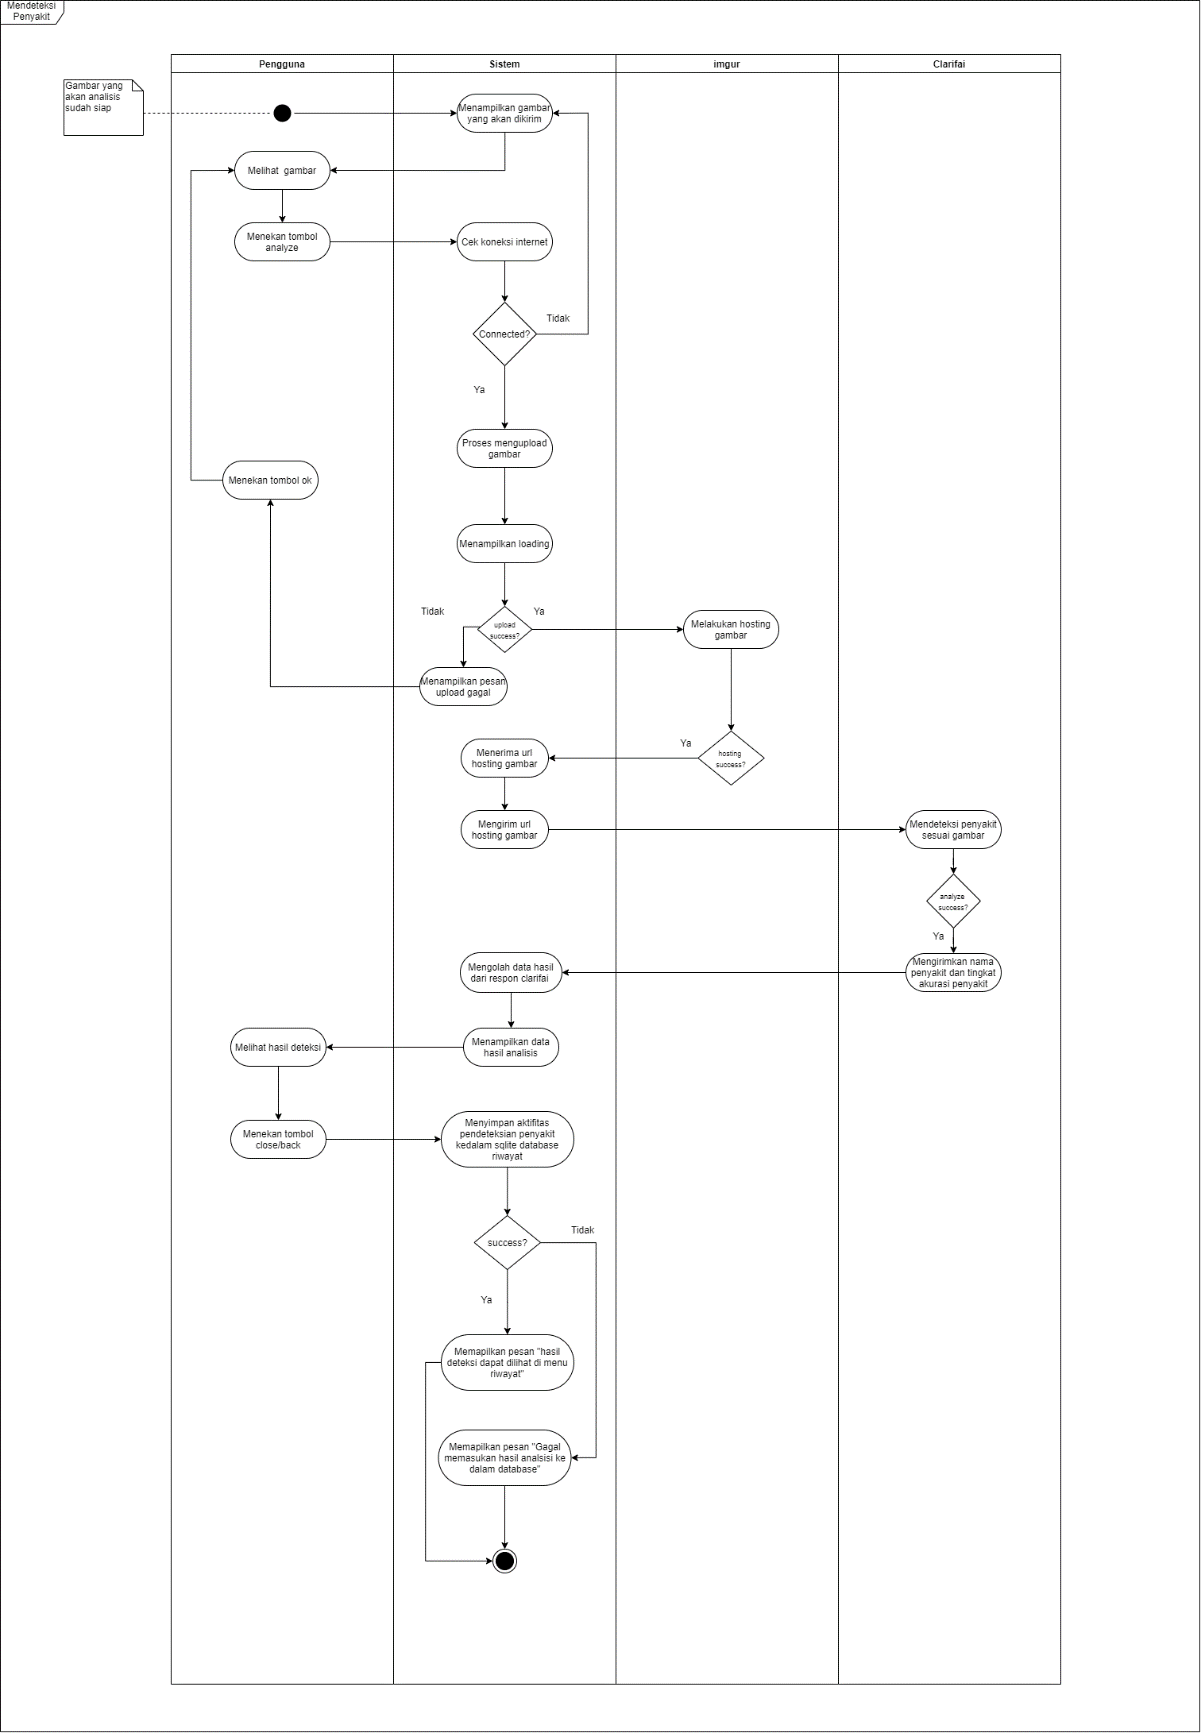 Mendeteksi
Penyakit
Pengguna
Sistem
imgur
Clarifai
Gambar yang
akan analisis
sudah siap
Menampilkan gambar
yang akan dikirim
Melihat gambar
Menekan tombol
analyze
Cek koneksi internet
Tidak
Connected?
Ya
Proses mengupload
gambar
Menekan tombol ok
Menampilkan loading
Tidak
Ya
upload
success?
Melakukan hosting
gambar
Menampilkan pesan
upload gagal
Ya
hosting
success?
Menerima url
hosting gambar
Mengirim url
hosting gambar
Mendeteksi penyakit
sesuai gambar
analyze
success?
Ya
Mengirimkan nama
penyakit dan tingkat
akurasi penyakit
Mengolah data hasil
dari respon clarifai
Menampilkan data
hasil analisis
Melihat hasil deteksi
Menekan tombol
close/back
Menyimpan aktifitas
pendeteksian penyakit
kedalam sqlite database
riwayat
Tidak
success?
Ya
Memapilkan pesan "hasil
deteksi dapat dilihat di menu
riwayat"
Memapilkan pesan "Gagal
memasukan hasil analsisi ke
dalam database"